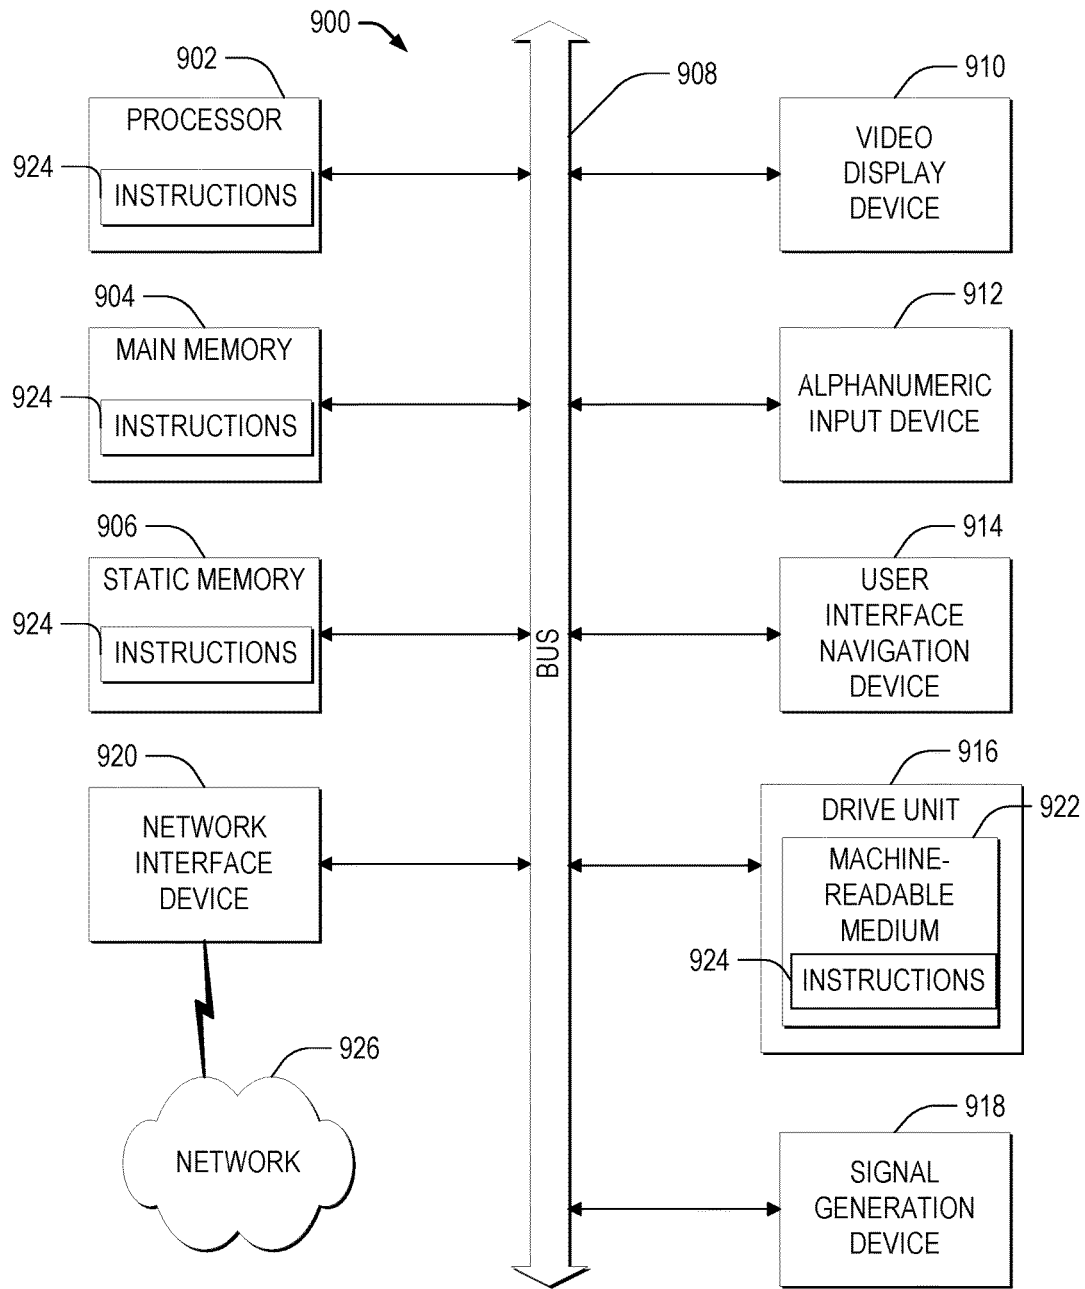 900
902
PROCESSOR
924
INSTRUCTIONS
904
MAIN MEMORY
924
INSTRUCTIONS
906
STATIC MEMORY
924
INSTRUCTIONS
920
NETWORK
INTERFACE
DEVICE
926
NETWORK
908
BUS
910
VIDEO
DISPLAY
DEVICE
912
ALPHANUMERIC
INPUT DEVICE
914
USER
INTERFACE
NAVIGATION
DEVICE
916
DRIVE UNIT
922
MACHINE-
READABLE
MEDIUM
924
INSTRUCTIONS
918
SIGNAL
GENERATION
DEVICE